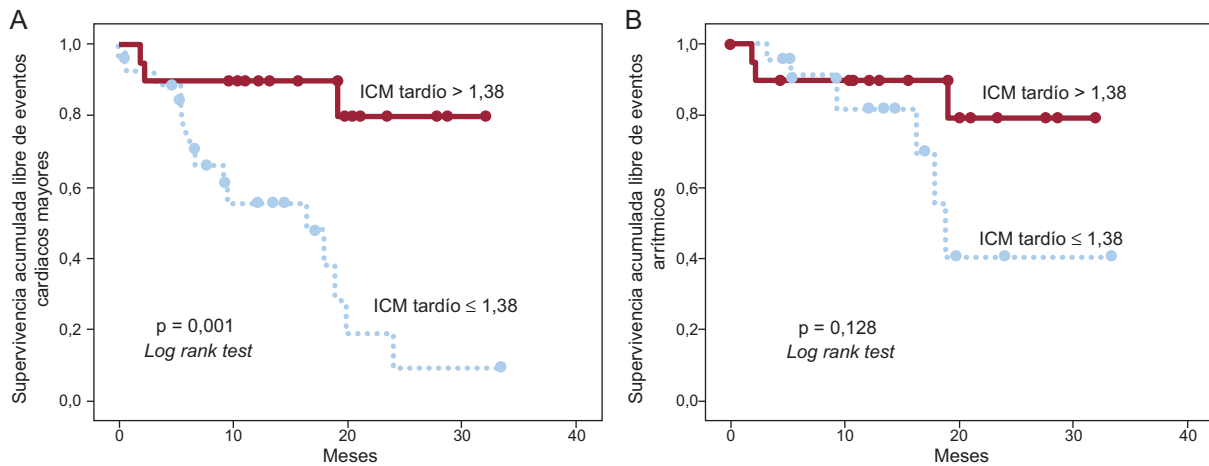 A
Supervivencia acumulada libre de eventos
cardiacos mayores
1,0
0,8
0,6
0,4
0,2
0,0
ICM tardío > 1,38
ICM tardío ≤ 1,38
p = 0,001
Log rank test
0
10
20
30
40
Meses
B
Supervivencia acumulada libre de eventos
arrítmicos
1,0
0,8
0,6
0,4
0,2
0,0
ICM tardío > 1,38
ICM tardío ≤ 1,38
p = 0,128
Log rank test
0
10
20
30
40
Meses